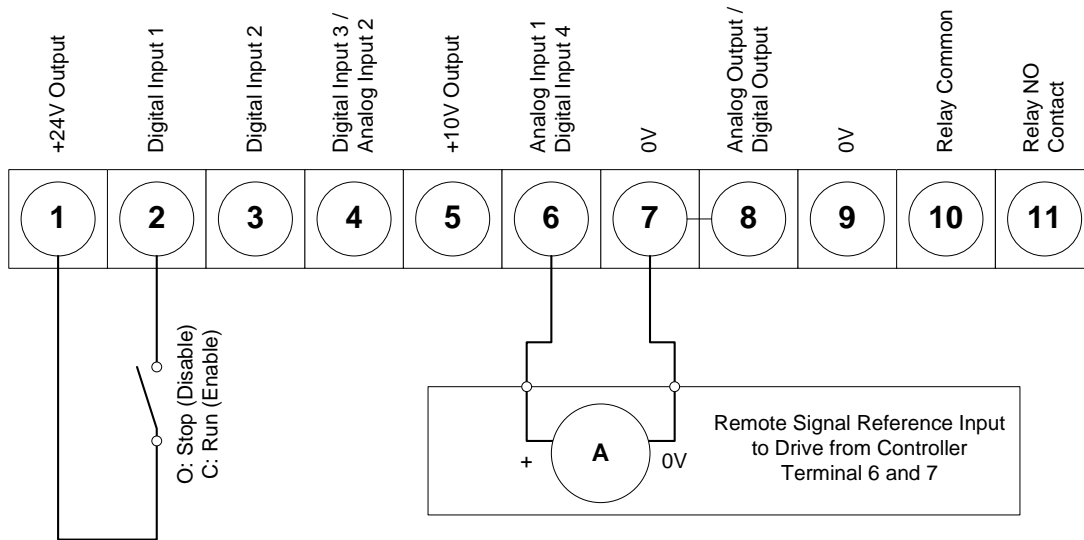 +24V Output
Digital Input 1
Digital Input 2
Digital Input 3 /
Analog Input 2
+10V Output
Analog Input 1
Digital Input 4
0V
Analog Output /
Digital Output
0V
Relay Common
Relay NO
Contact
1
2
3
4
5
6
7
8
9
10
11
O: Stop (Disable)
C: Run (Enable)
+
A
0V
Remote Signal Reference Input
to Drive from Controller
Terminal 6 and 7